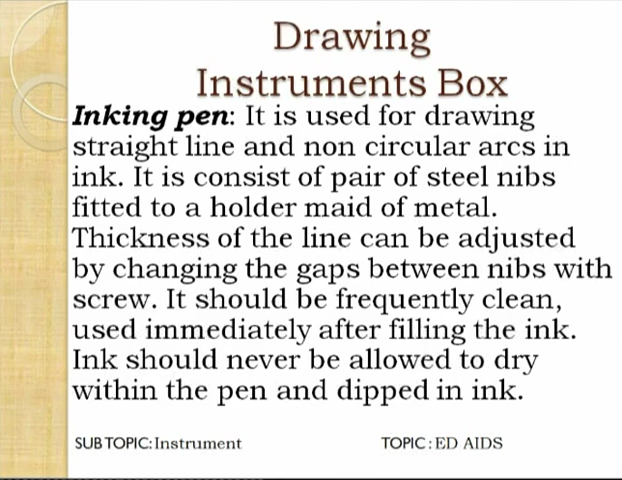 Drawing
Instruments Box
Inking pen: It is used for drawing
straight line and non circular arcs in
ink. It is consist of pair of steel nibs
fitted to a holder maid of metal.
Thickness of the line can be adjusted
by changing the gaps between nibs with
screw. It should be frequently clean,
used immediately after filling the ink.
Ink should never be allowed to dry
within the pen and dipped in ink.
SUB TOPIC: Instrument TOPIC : ED AIDS